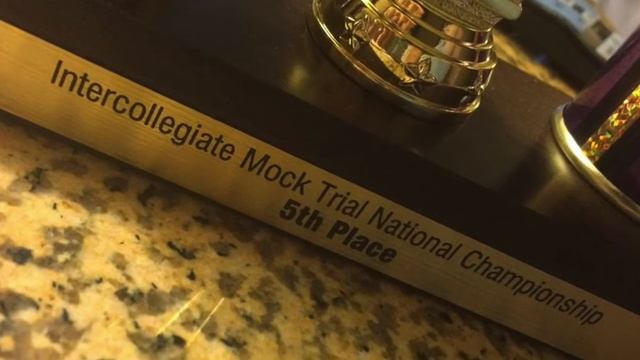 Intercollegiate Mock Trial National Championship
5th Place